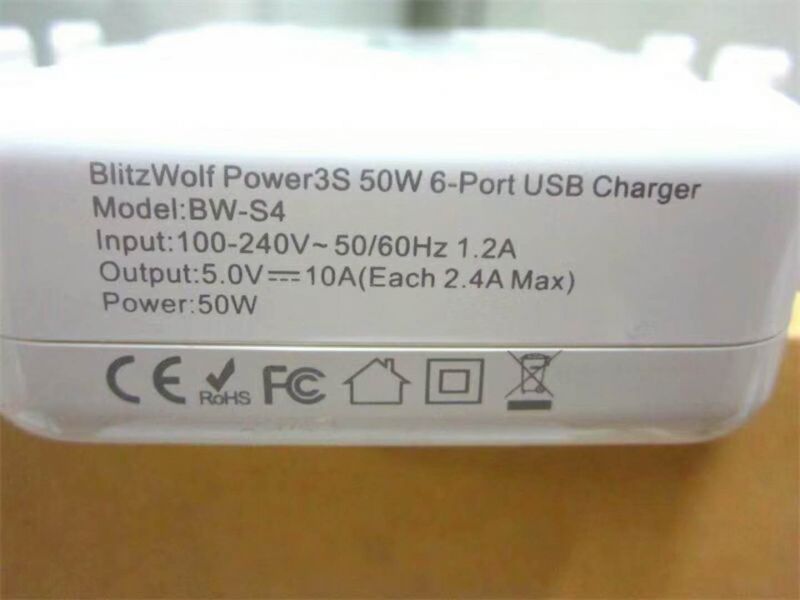 BlitzWolf Power3S 50W 6-Port USB Charger
Model:BW-S4
Input:100-240V~ 50/60Hz 1.2A
Output:5.0V⎓10A(Each 2.4A Max)
Power:50W
CE RoHS FC